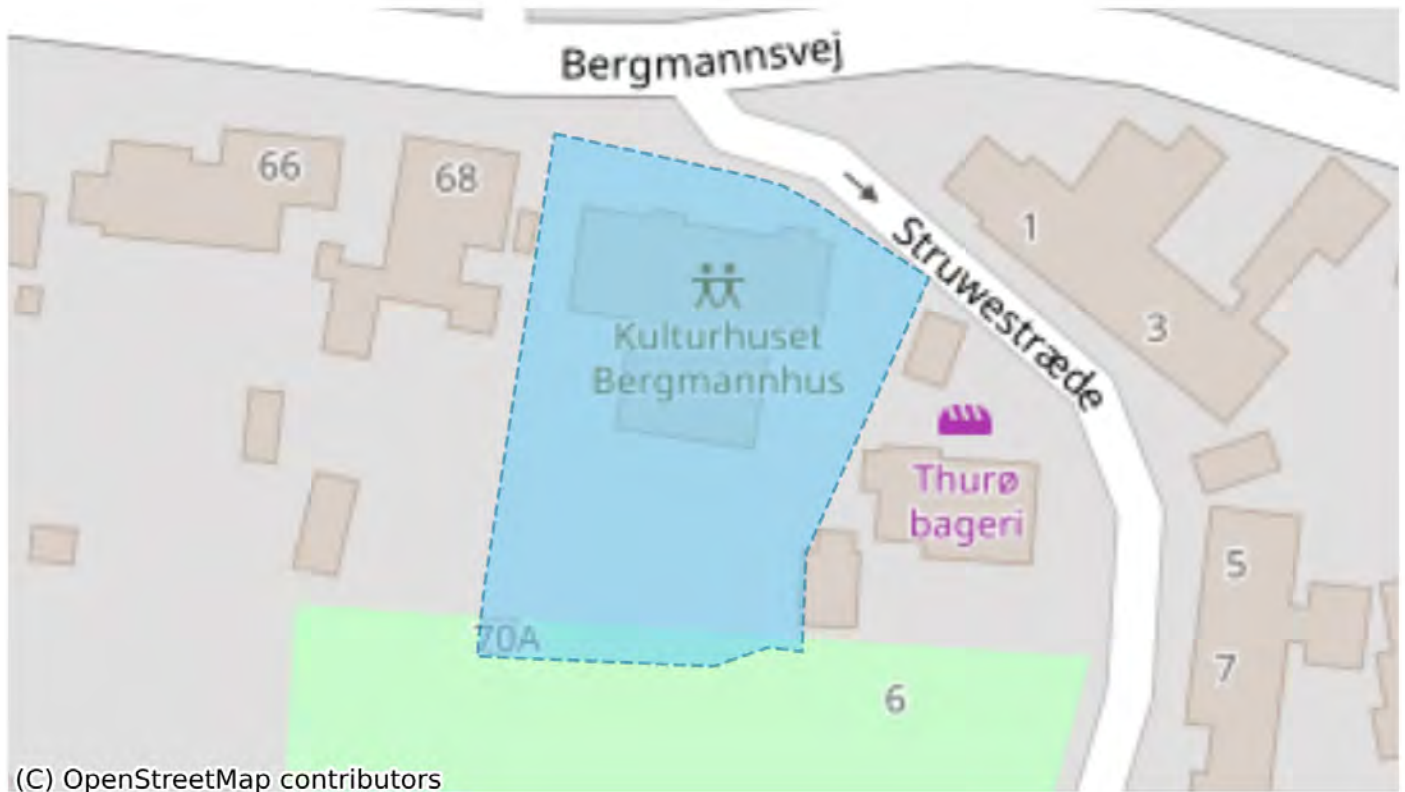 Bergmannsvej
66
68
1
Struwestræde
Kulturhuset
Bergmannhus
3
Thurø
bageri
5
70A
7
6
(C) OpenStreetMap contributors